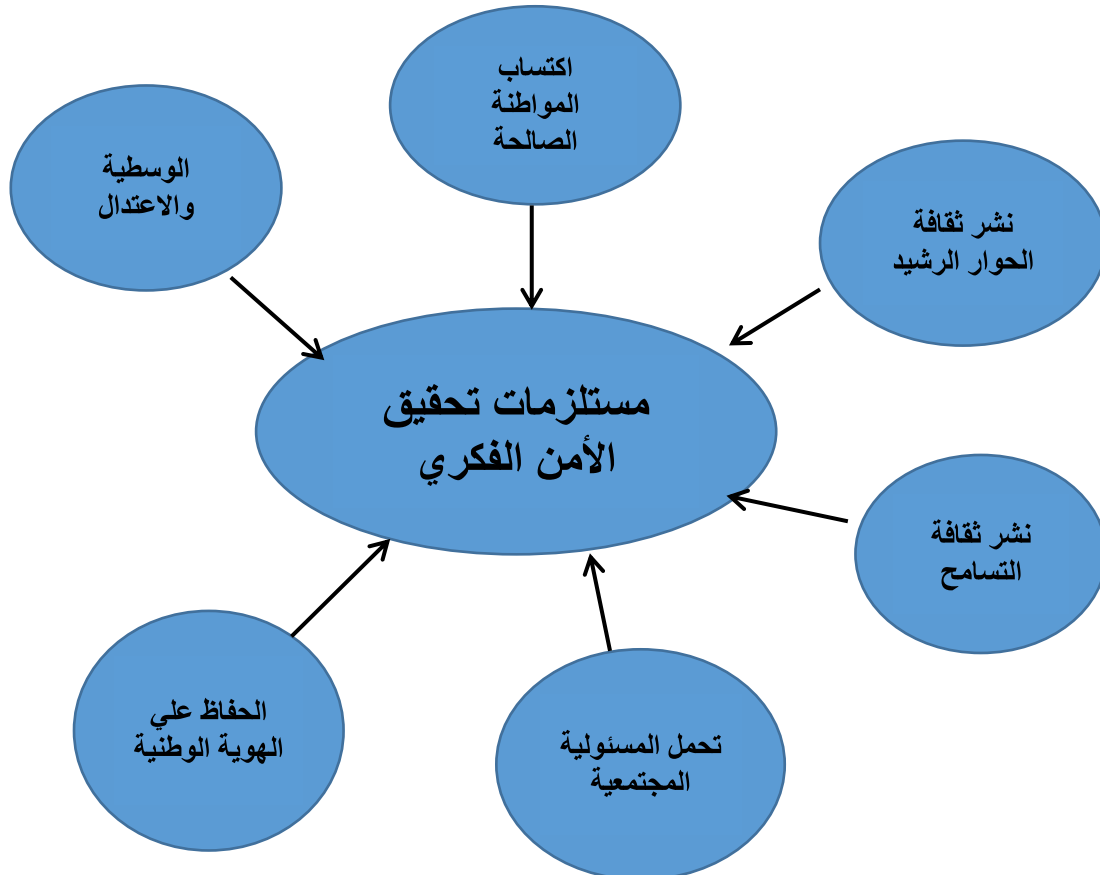 اكتساب
المواطنة
الصالحة
الوسطية
والاعتدال
نشر ثقافة
الحوار الرشيد
مستلزمات تحقيق
الأمن الفكري
نشر ثقافة
التسامح
الحفاظ علي
الهوية الوطنية
تحمل المسئولية
المجتمعية